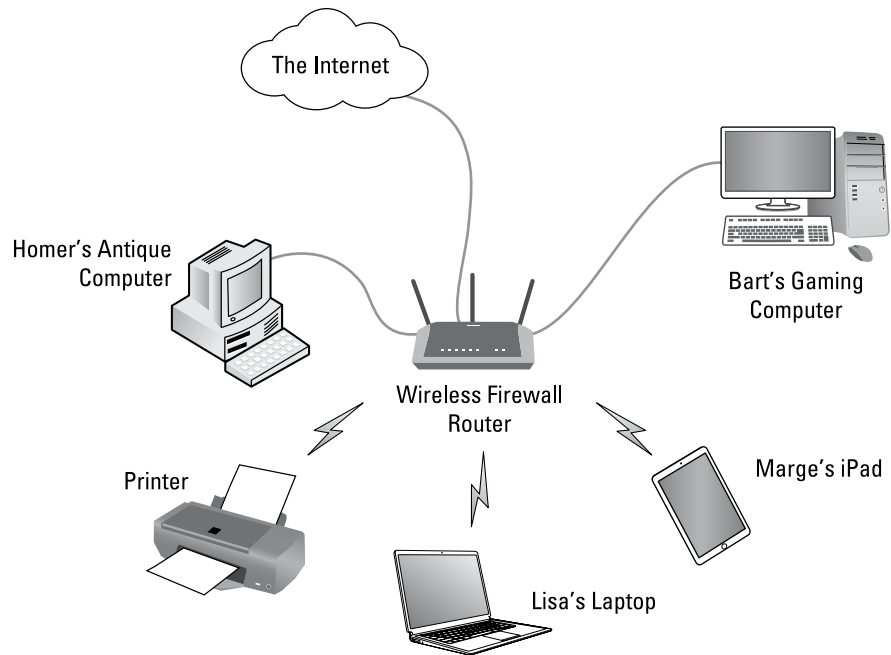 The Internet
Homer's Antique
Computer
Bart's Gaming
Computer
Wireless Firewall
Router
Printer
Marge's iPad
Lisa's Laptop